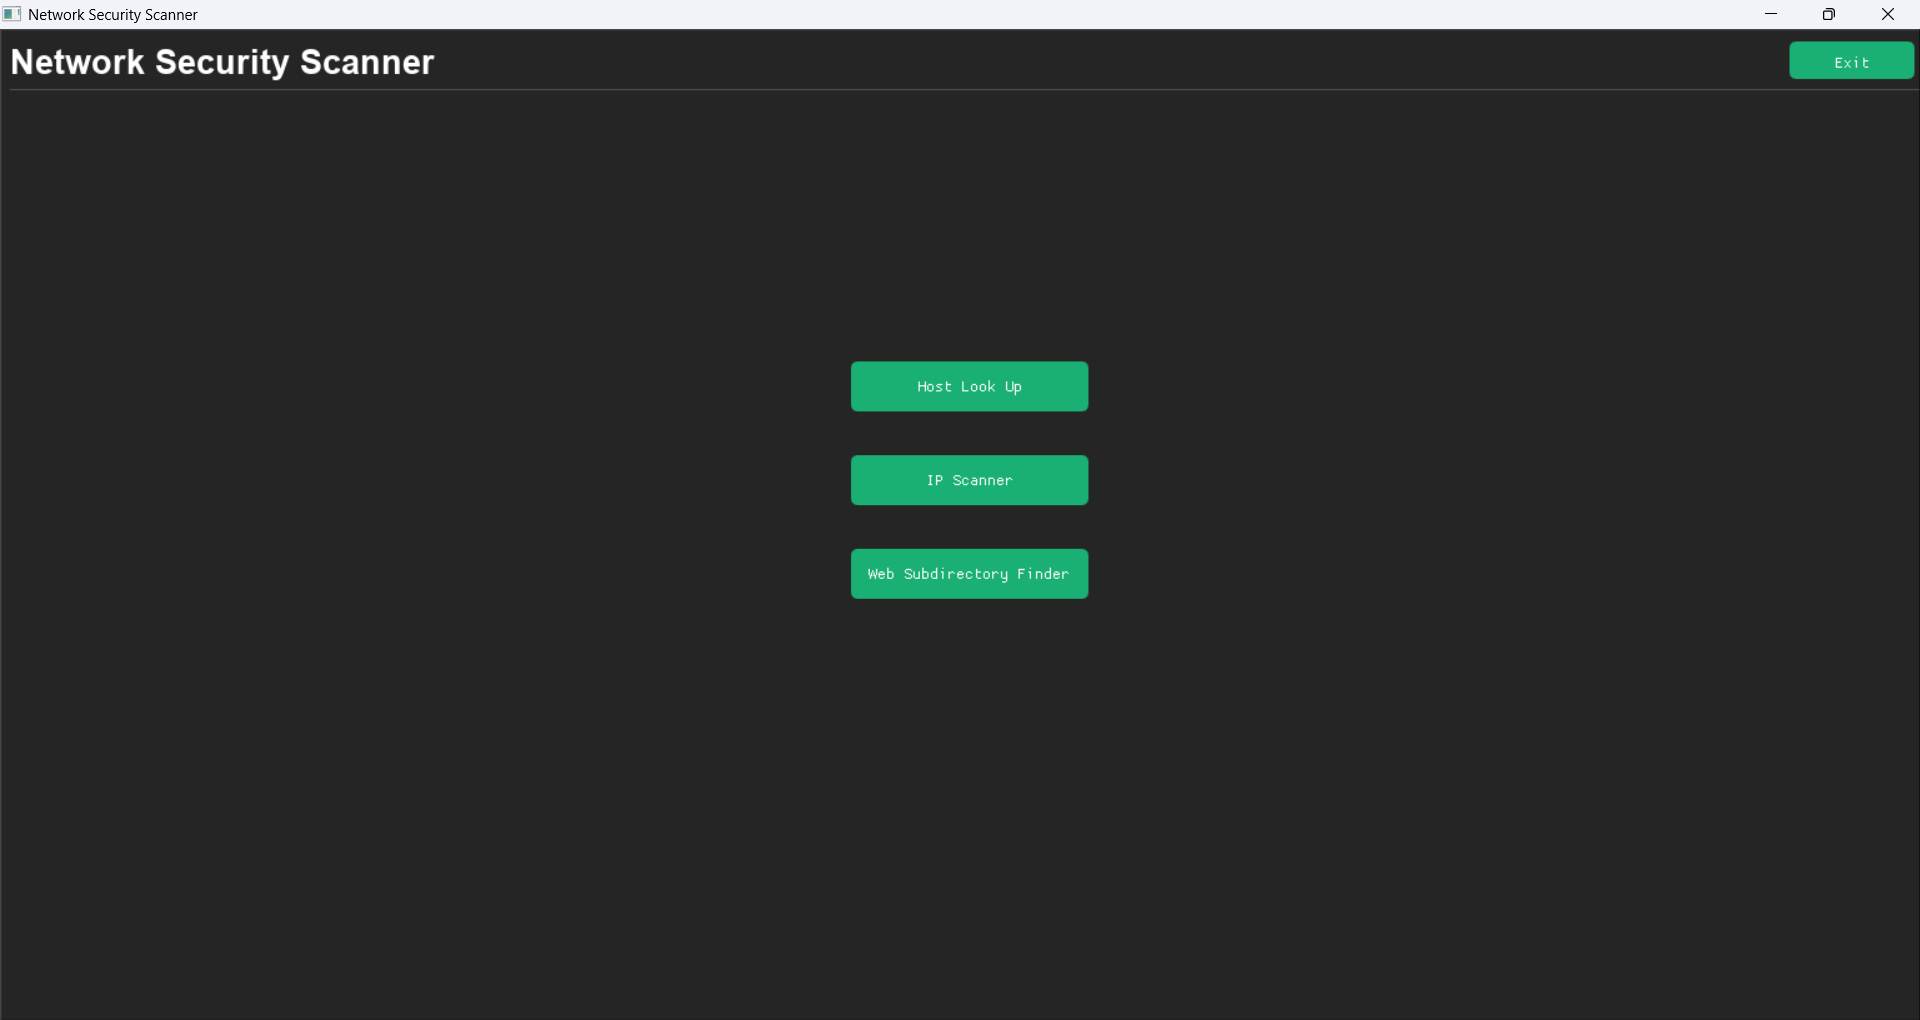 Network Security Scanner
Network Security Scanner
Exit
Host Look Up
IP Scanner
Web Subdirectory Finder